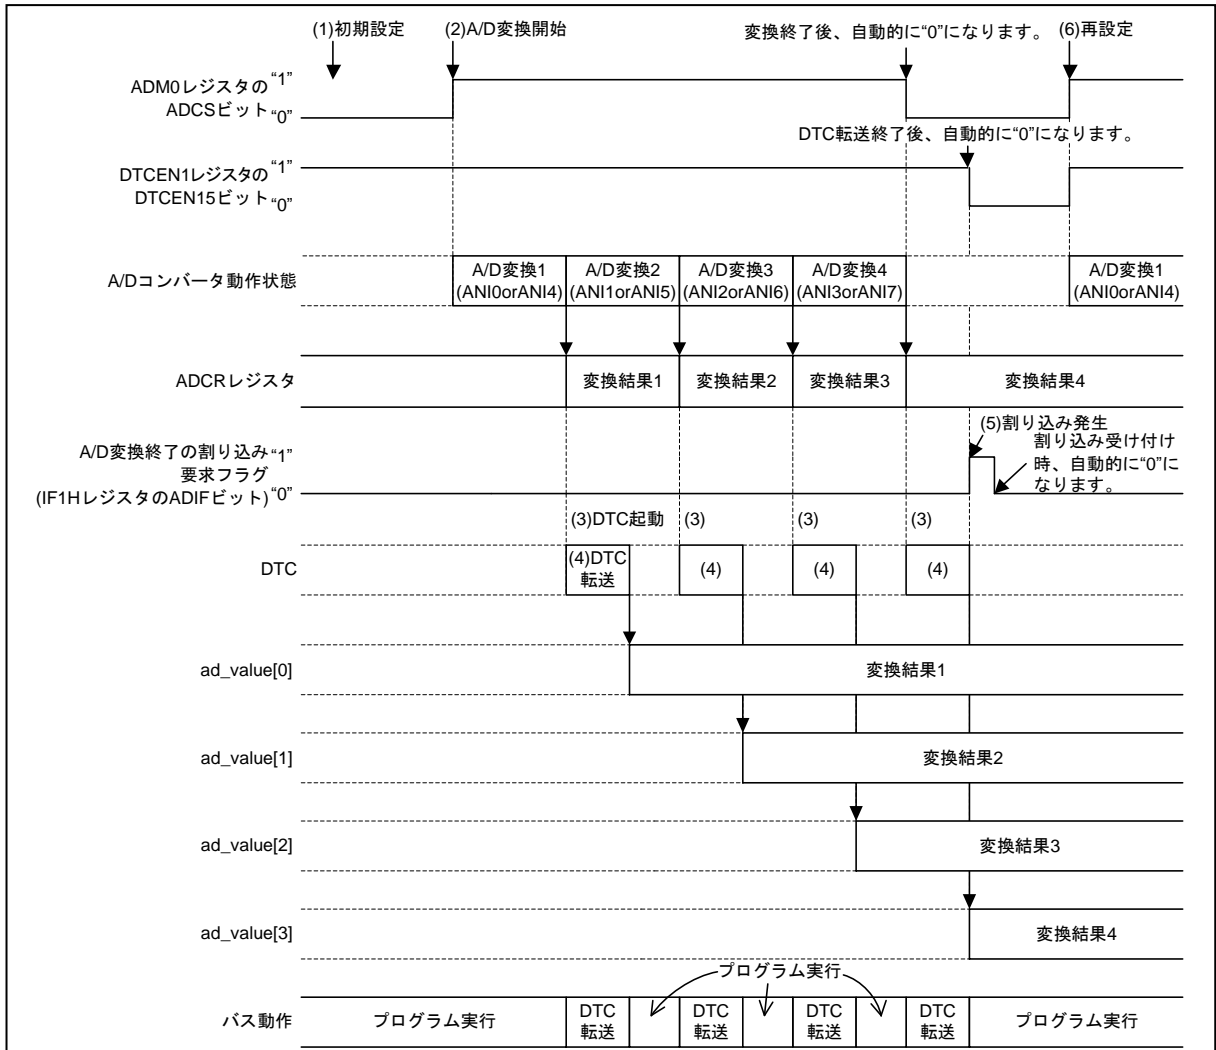 (1)初期設定
(2)A/D変換開始
変換終了後、自動的に“0”になります。
(6)再設定
ADM0レジスタの
ADCSビット
“1”
“0”
DTC転送終了後、自動的に“0”になります。
DTCEN1レジスタの
DTCEN15ビット
“1”
“0”
A/Dコンバータ動作状態
A/D変換1
(ANI0orANI4)
A/D変換2
(ANI1orANI5)
A/D変換3
(ANI2orANI6)
A/D変換4
(ANI3orANI7)
A/D変換1
(ANI0orANI4)
ADCRレジスタ
変換結果1
変換結果2
変換結果3
変換結果4
A/D変換終了の割り込み
要求フラグ
(IF1HレジスタのADIFビット)
“1”
“0”
(5)割り込み発生
割り込み受け付け
時、自動的に“0”に
なります。
(3)DTC起動
(3)
(3)
(3)
DTC
(4)DTC
転送
(4)
(4)
(4)
ad_value[0]
変換結果1
ad_value[1]
変換結果2
ad_value[2]
変換結果3
ad_value[3]
変換結果4
プログラム実行
バス動作
プログラム実行
DTC
転送
DTC
転送
DTC
転送
DTC
転送
プログラム実行